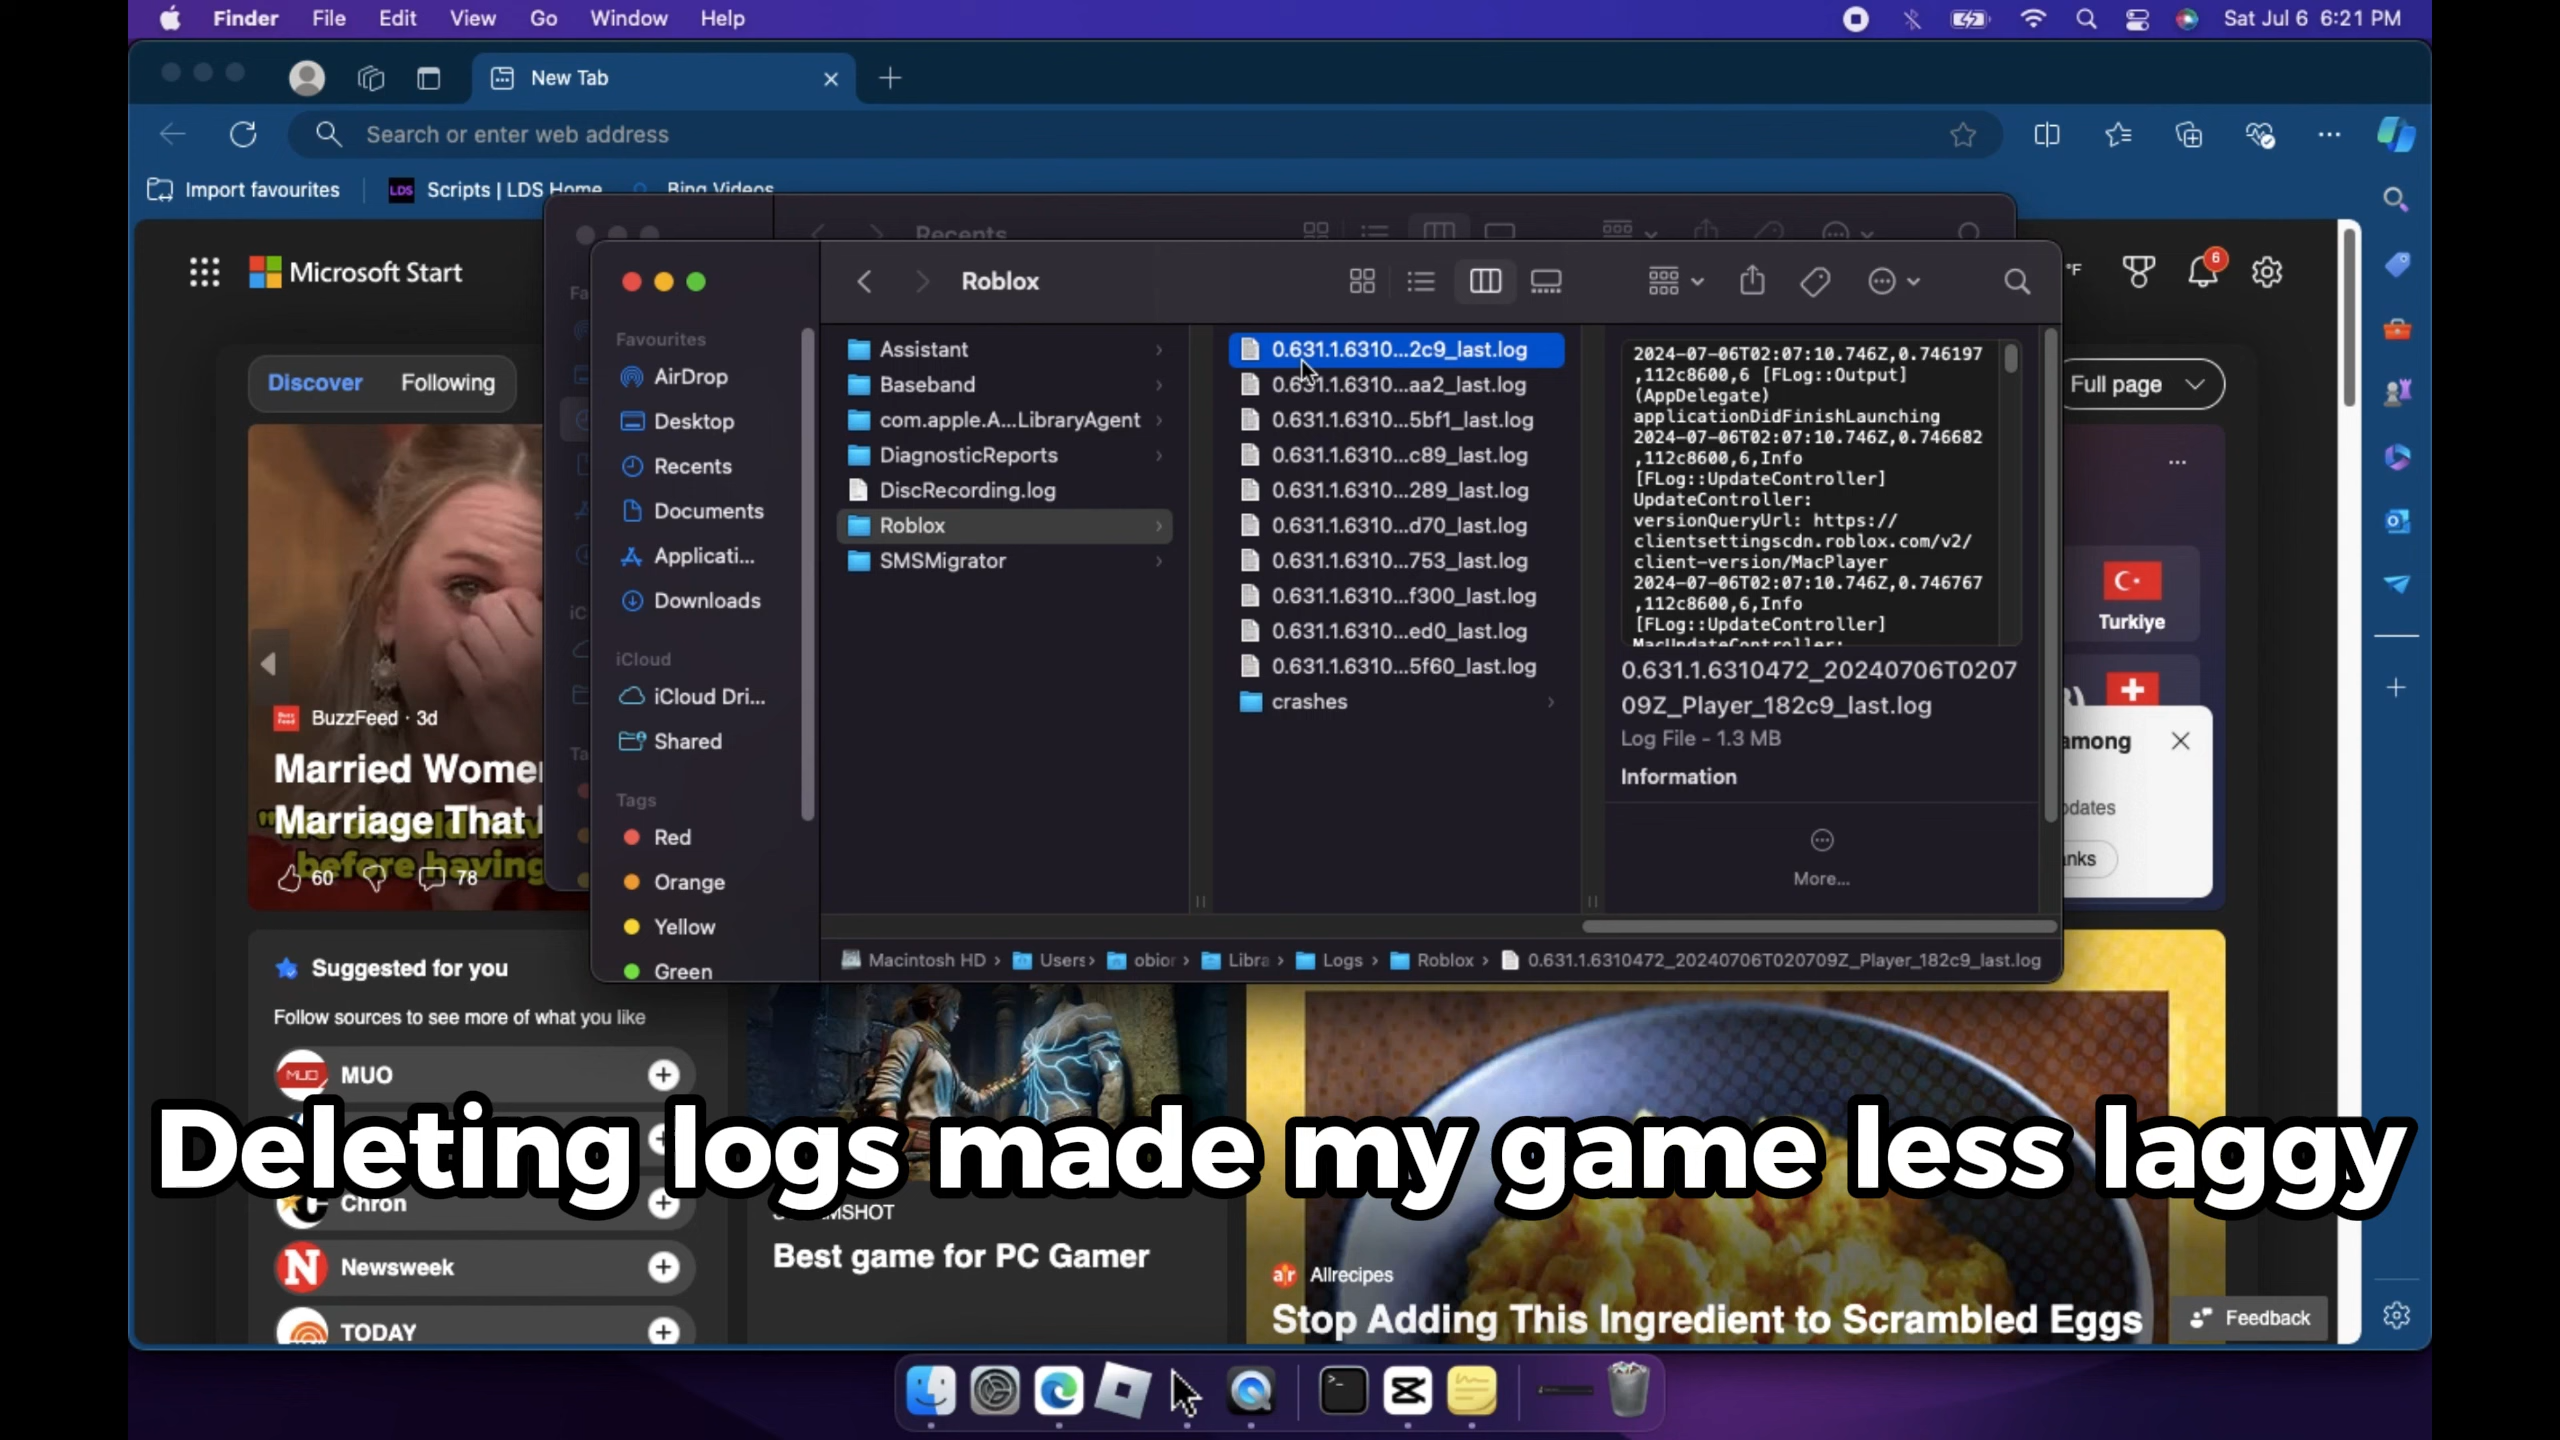 Finder File Edit View Go Window Help
Sat Jul 6 6:21 PM
New Tab
Search or enter web address
Import favourites
LDS Scripts | LDS Home
Bing Videos
Recents
Microsoft Start
°F
6
Discover Following
Full page
Roblox
Favourites
AirDrop
Desktop
Recents
Documents
Applicati...
Downloads
iCloud
iCloud Dri...
Shared
Tags
Red
Orange
Yellow
Green
Assistant
Baseband
com.apple.A...LibraryAgent
DiagnosticReports
DiscRecording.log
Roblox
SMSMigrator
0.631.1.6310...2c9_last.log
0.631.1.6310...aa2_last.log
0.631.1.6310...5bf1_last.log
0.631.1.6310...c89_last.log
0.631.1.6310...289_last.log
0.631.1.6310...d70_last.log
0.631.1.6310...753_last.log
0.631.1.6310...f300_last.log
0.631.1.6310...ed0_last.log
0.631.1.6310...5f60_last.log
crashes
2024-07-06T02:07:10.746Z,0.746197
,112c8600,6 [FLog::Output]
(AppDelegate)
applicationDidFinishLaunching
2024-07-06T02:07:10.746Z,0.746682
,112c8600,6,Info
[FLog::UpdateController]
UpdateController:
versionQueryUrl: https://
clientsettingscdn.roblox.com/v2/
client-version/MacPlayer
2024-07-06T02:07:10.746Z,0.746767
,112c8600,6,Info
[FLog::UpdateController]
MacUpdateController:
0.631.1.6310472_20240706T0207
09Z_Player_182c9_last.log
Log File - 1.3 MB
Information
More...
Macintosh HD › Users › obior › Libra › Logs › Roblox › 0.631.1.6310472_20240706T020709Z_Player_182c9_last.log
Turkiye
among
pdates
BuzzFeed · 3d
Married Women
Marriage That
before having
60 78
Suggested for you
Follow sources to see more of what you like
MUO MUO
Deleting logs made my game less laggy
Chron
Newsweek
TODAY
Best game for PC Gamer
ar Allrecipes
Stop Adding This Ingredient to Scrambled Eggs
Feedback